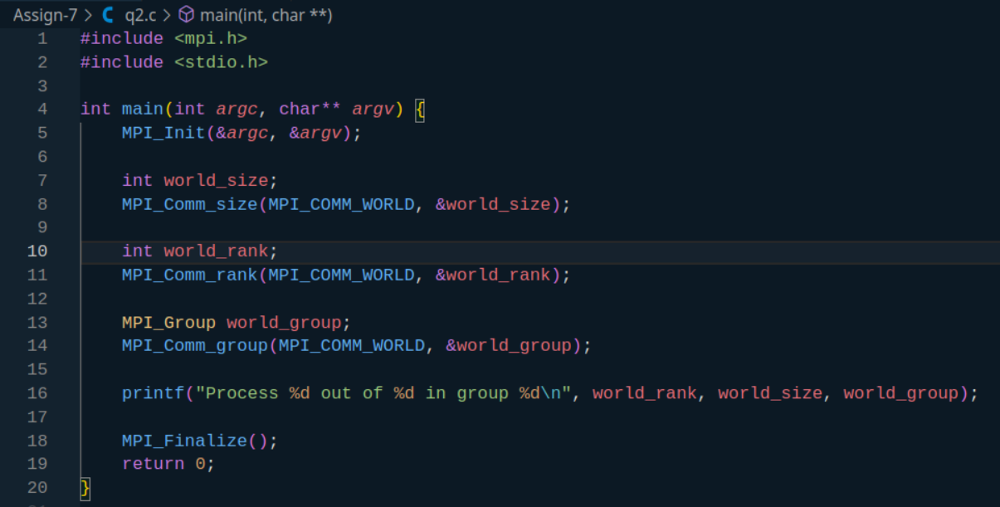 Assign-7 > C q2.c > main(int, char **)
1 #include <mpi.h>
2 #include <stdio.h>
3
4 int main(int argc, char** argv) {
5     MPI_Init(&argc, &argv);
6
7     int world_size;
8     MPI_Comm_size(MPI_COMM_WORLD, &world_size);
9
10     int world_rank;
11     MPI_Comm_rank(MPI_COMM_WORLD, &world_rank);
12
13     MPI_Group world_group;
14     MPI_Comm_group(MPI_COMM_WORLD, &world_group);
15
16     printf("Process %d out of %d in group %d\n", world_rank, world_size, world_group);
17
18     MPI_Finalize();
19     return 0;
20 }